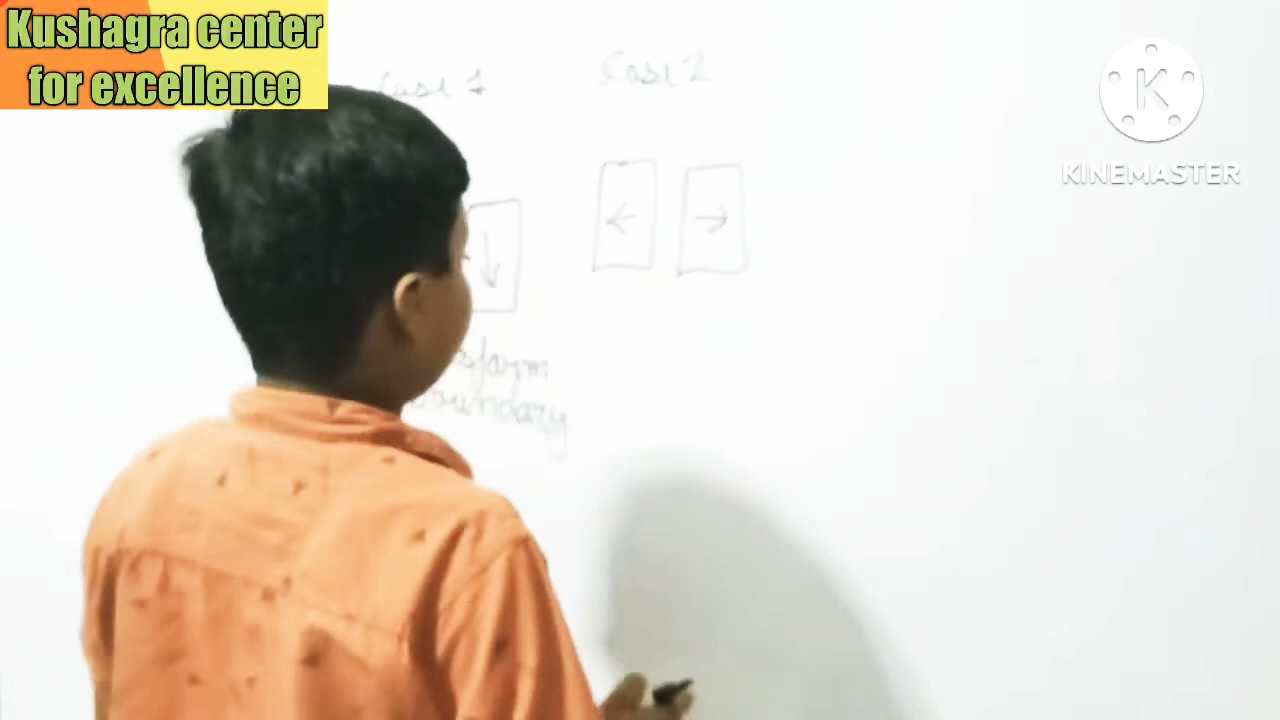 Kushagra center
for excellence
Case 1
Case 2
KINEMASTER
boundary